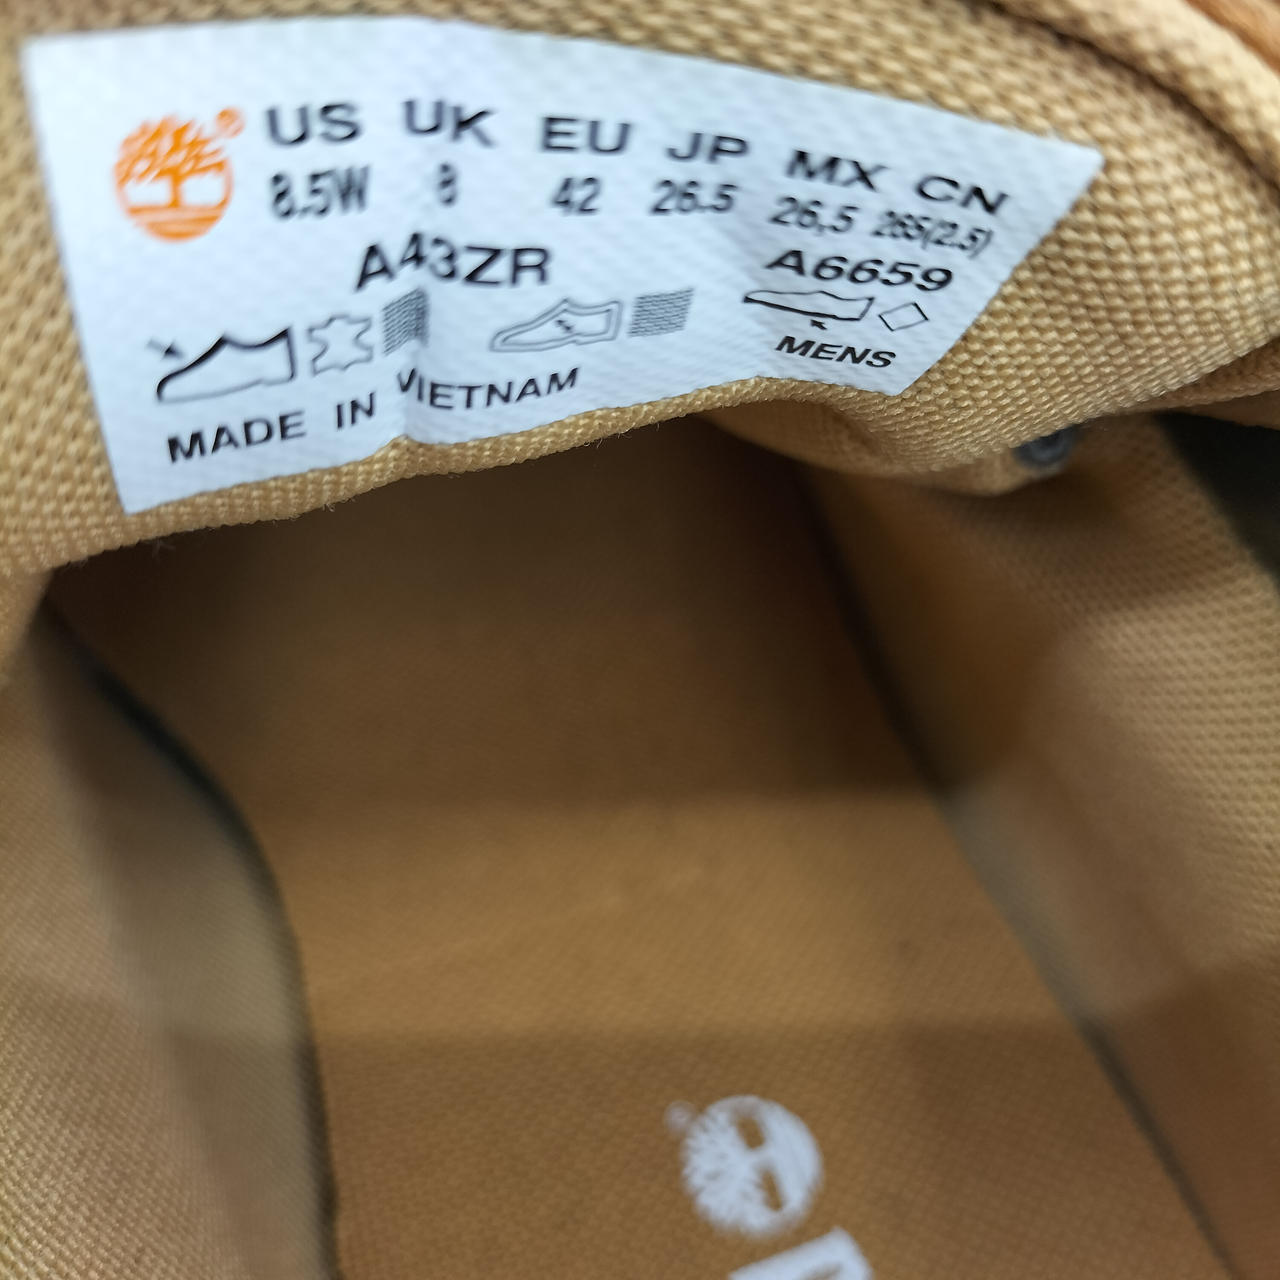 US UK EU JP MX CN
8.5W 8 42 26.5 26,5 265(2.5)
A43ZR A6659
MENS
MADE IN VIETNAM